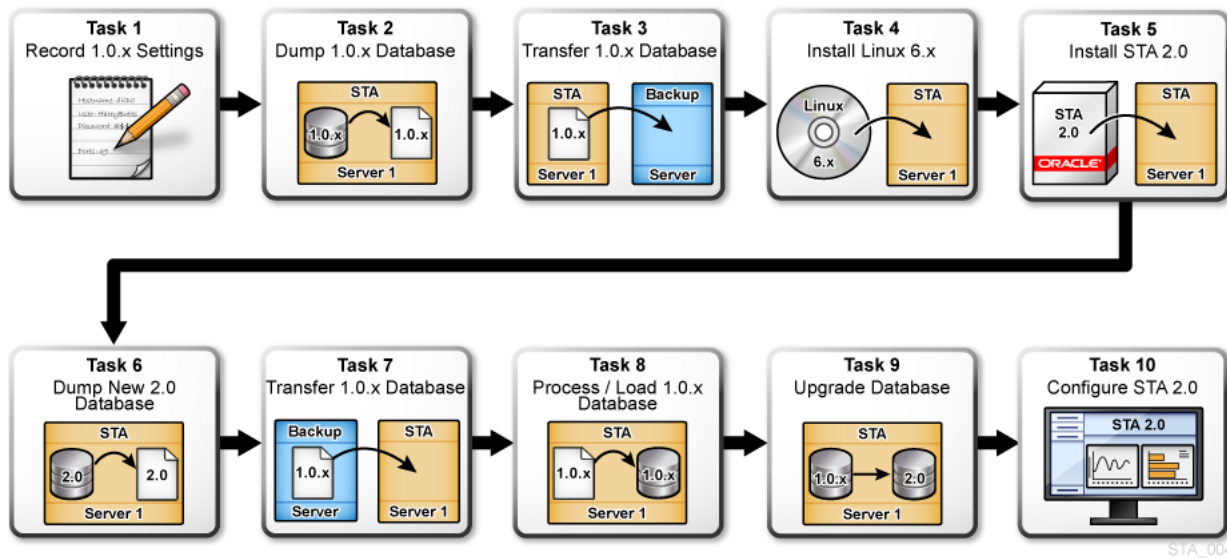 Task 1
Record 1.0.x Settings
Task 2
Dump 1.0.x Database
STA
1.0.x
1.0.x
Server 1
Task 3
Transfer 1.0.x Database
STA
Backup
1.0.x
Server 1
Server
Task 4
Install Linux 6.x
Linux
6.x
STA
Server 1
Task 5
Install STA 2.0
STA
2.0
ORACLE
STA
Server 1
Task 6
Dump New 2.0
Database
STA
2.0
2.0
Server 1
Task 7
Transfer 1.0.x Database
Backup
STA
1.0.x
Server
Server 1
Task 8
Process / Load 1.0.x
Database
STA
1.0.x
1.0.x
Server 1
Task 9
Upgrade Database
STA
1.0.x
2.0
Server 1
Task 10
Configure STA 2.0
STA 2.0